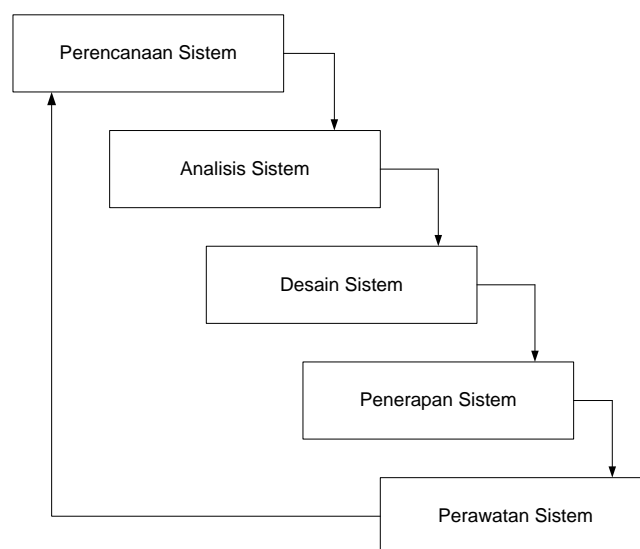 Perencanaan Sistem
Analisis Sistem
Desain Sistem
Penerapan Sistem
Perawatan Sistem